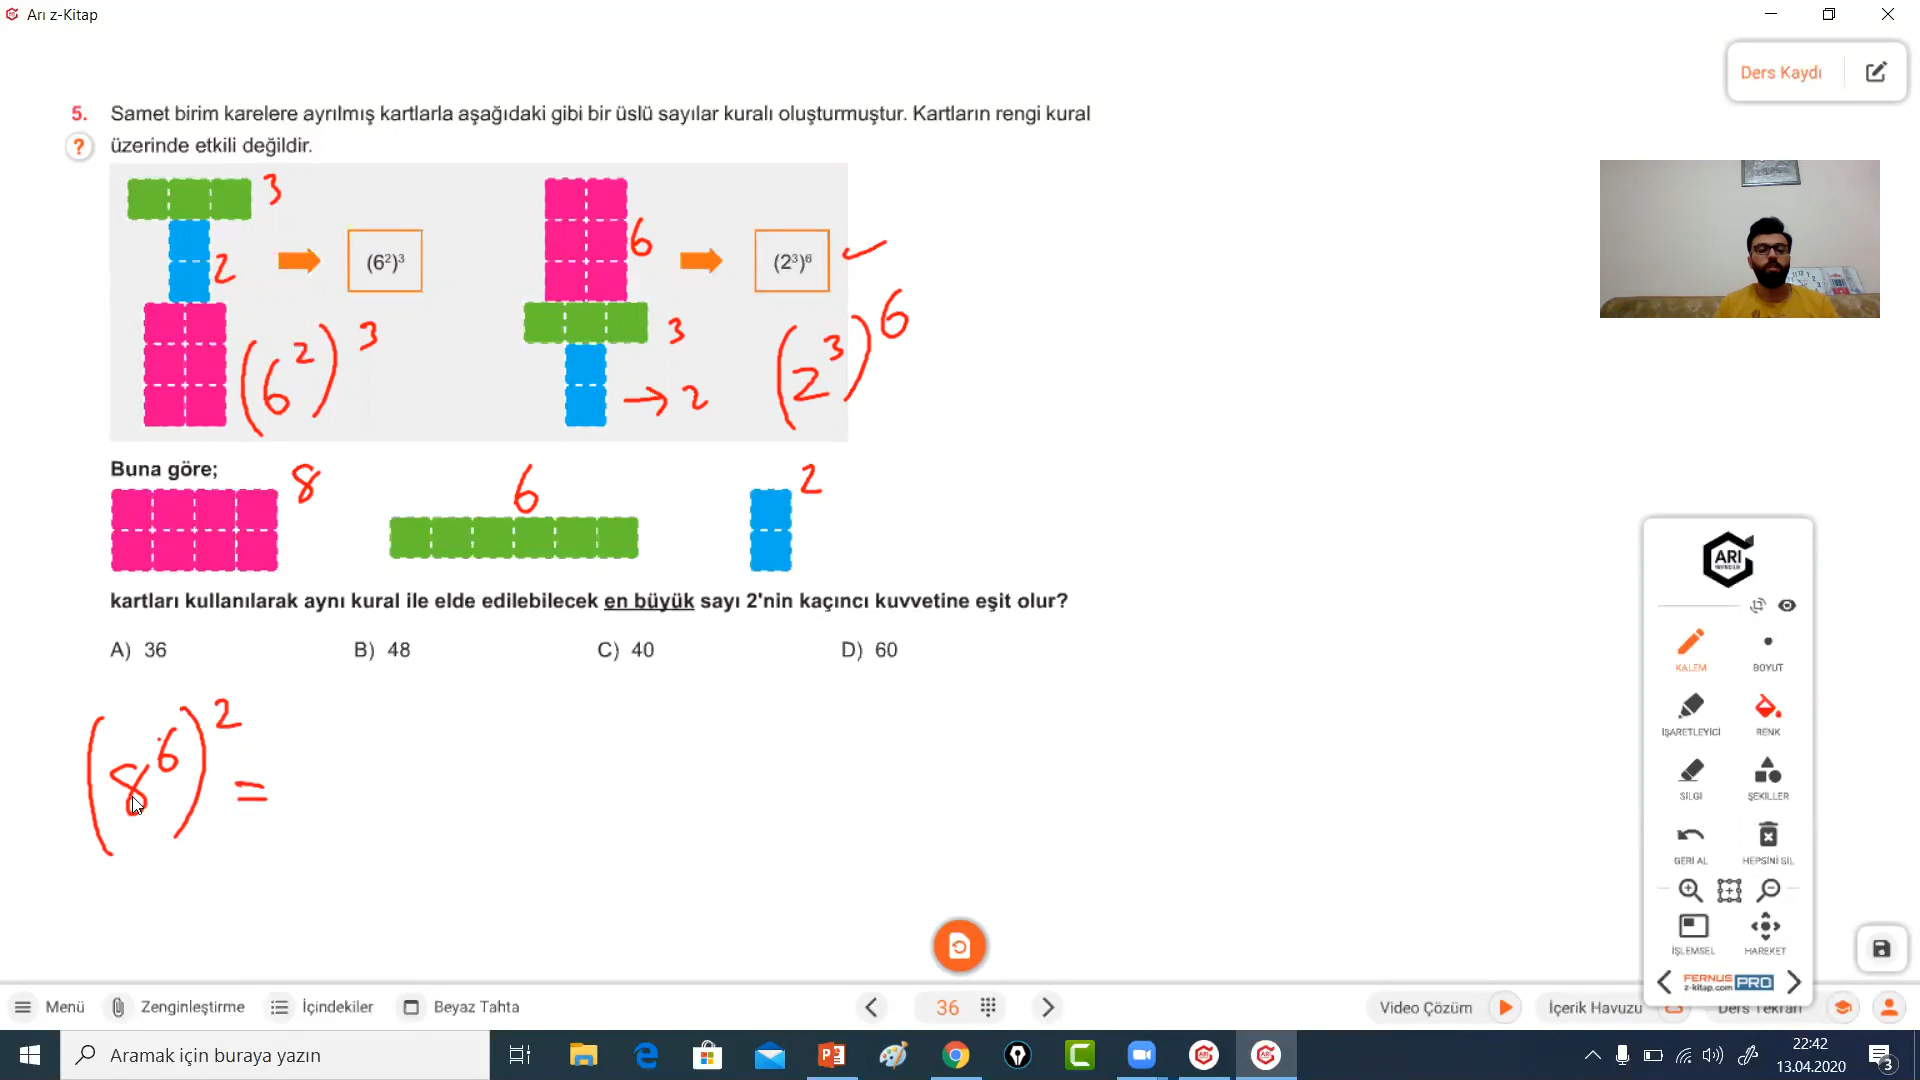 Arı z-Kitap
Ders Kaydı
5. Samet birim karelere ayrılmış kartlarla aşağıdaki gibi bir üslü sayılar kuralı oluşturmuştur. Kartların rengi kural
? üzerinde etkili değildir.
3
2
(6²)³
(6²)³
6
3
→ 2
(2³)⁶
(2³)⁶
Buna göre;
8
6
2
kartları kullanılarak aynı kural ile elde edilebilecek en büyük sayı 2'nin kaçıncı kuvvetine eşit olur?
A) 36 B) 48 C) 40 D) 60
(8⁶)² =
ARI
KALEM BOYUT
İŞARETLEYİCİ RENK
SİLGİ ŞEKİLLER
GERİ AL HEPSİNİ SİL
İŞLEMSEL HAREKET
FERNUS
z-kitap.com PRO
Menü Zenginleştirme İçindekiler Beyaz Tahta 36 Video Çözüm İçerik Havuzu Ders Tekrarı
Aramak için buraya yazın
22:42
13.04.2020
3